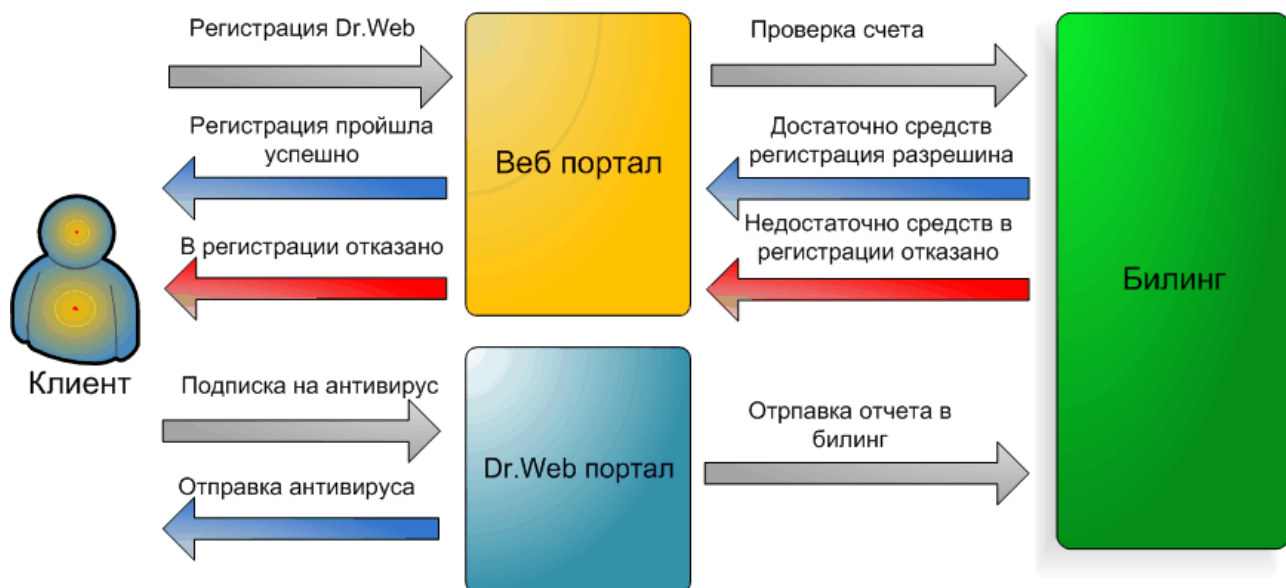 Регистрация Dr.Web
Проверка счета
Регистрация пройшла
успешно
Веб портал
Достаточно средств
регистрация разрешина
В регистрации отказано
Недостаточно средств в
регистрации отказано
Билинг
Клиент
Подписка на антивирус
Dr.Web портал
Отрпавка отчета в
билинг
Отправка антивируса